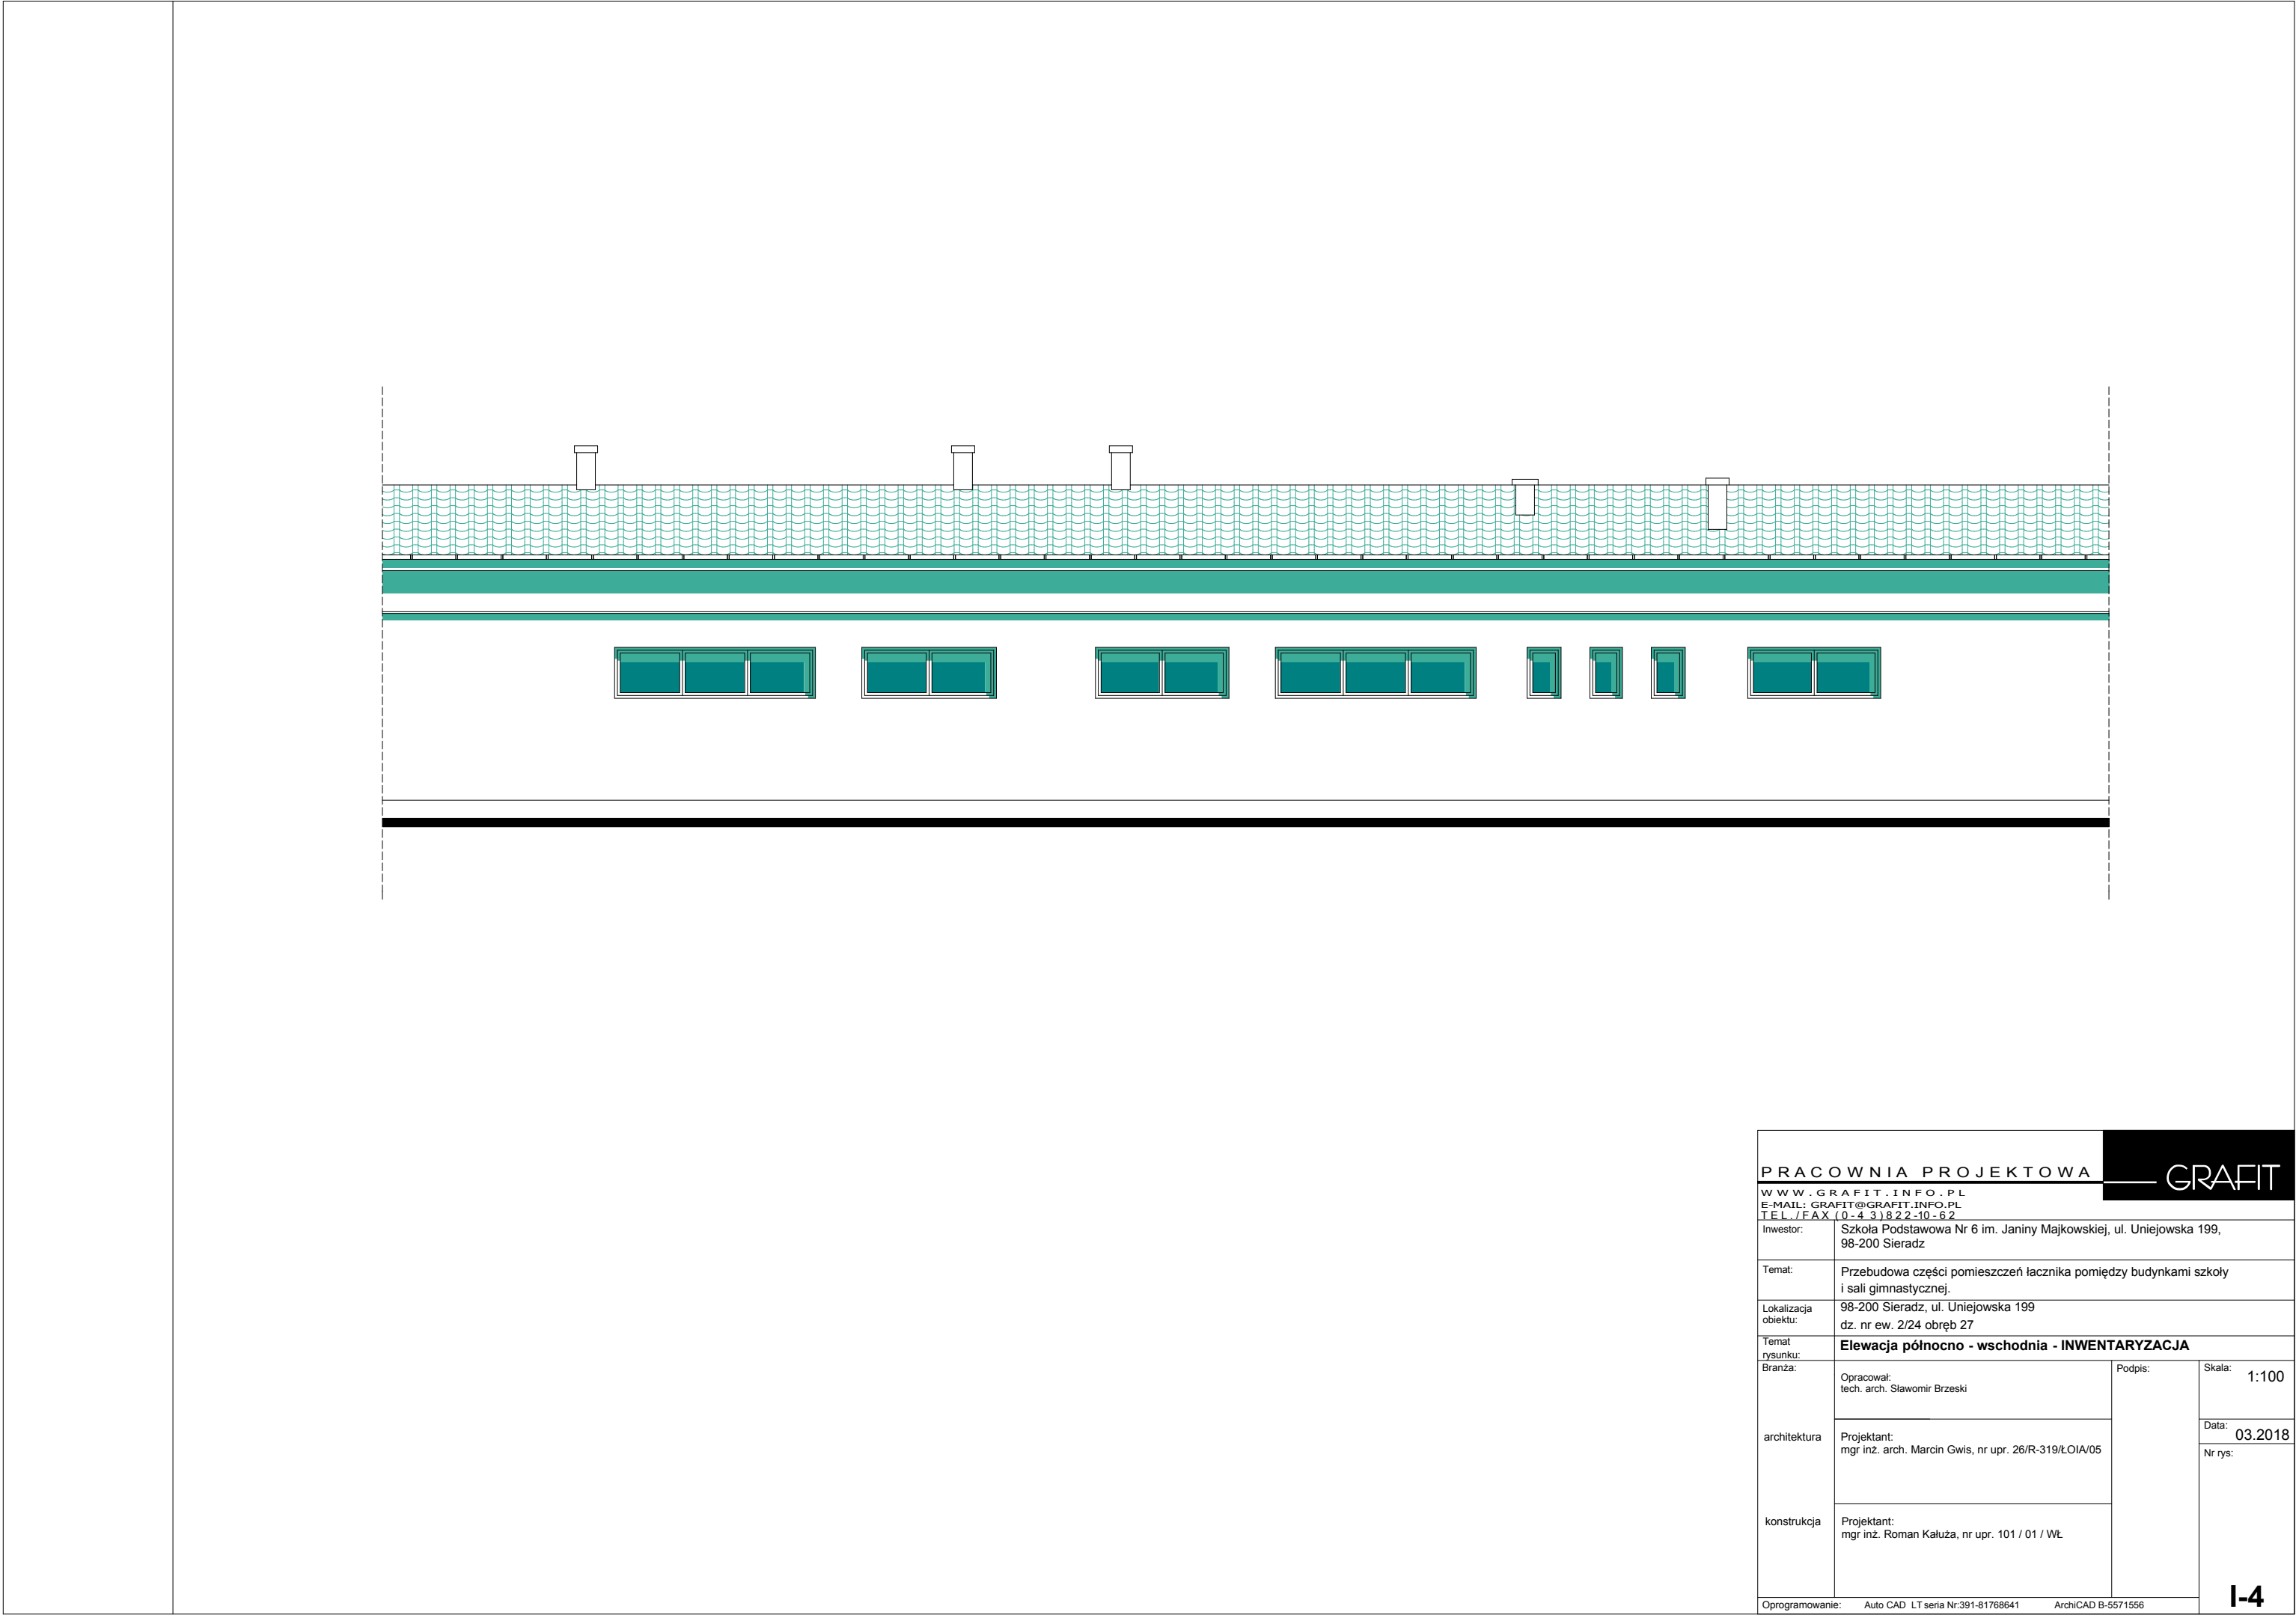 PRACOWNIA PROJEKTOWA
GRAFIT
WWW.GRAFIT.INFO.PL
E-MAIL: GRAFIT@GRAFIT.INFO.PL
TEL./FAX (0-43)822-10-62
Inwestor:
Szkoła Podstawowa Nr 6 im. Janiny Majkowskiej, ul. Uniejowska 199,
98-200 Sieradz
Temat:
Przebudowa części pomieszczeń łacznika pomiędzy budynkami szkoły
i sali gimnastycznej.
Lokalizacja
obiektu:
98-200 Sieradz, ul. Uniejowska 199
dz. nr ew. 2/24 obręb 27
Temat
rysunku:
Elewacja północno - wschodnia - INWENTARYZACJA
Branża:
Opracował:
tech. arch. Sławomir Brzeski
Podpis:
Skala:
1:100
Data:
03.2018
architektura
Projektant:
mgr inż. arch. Marcin Gwis, nr upr. 26/R-319/ŁOIA/05
Nr rys:
konstrukcja
Projektant:
mgr inż. Roman Kałuża, nr upr. 101 / 01 / WŁ
I-4
Oprogramowanie: Auto CAD LT seria Nr:391-81768641 ArchiCAD B-5571556